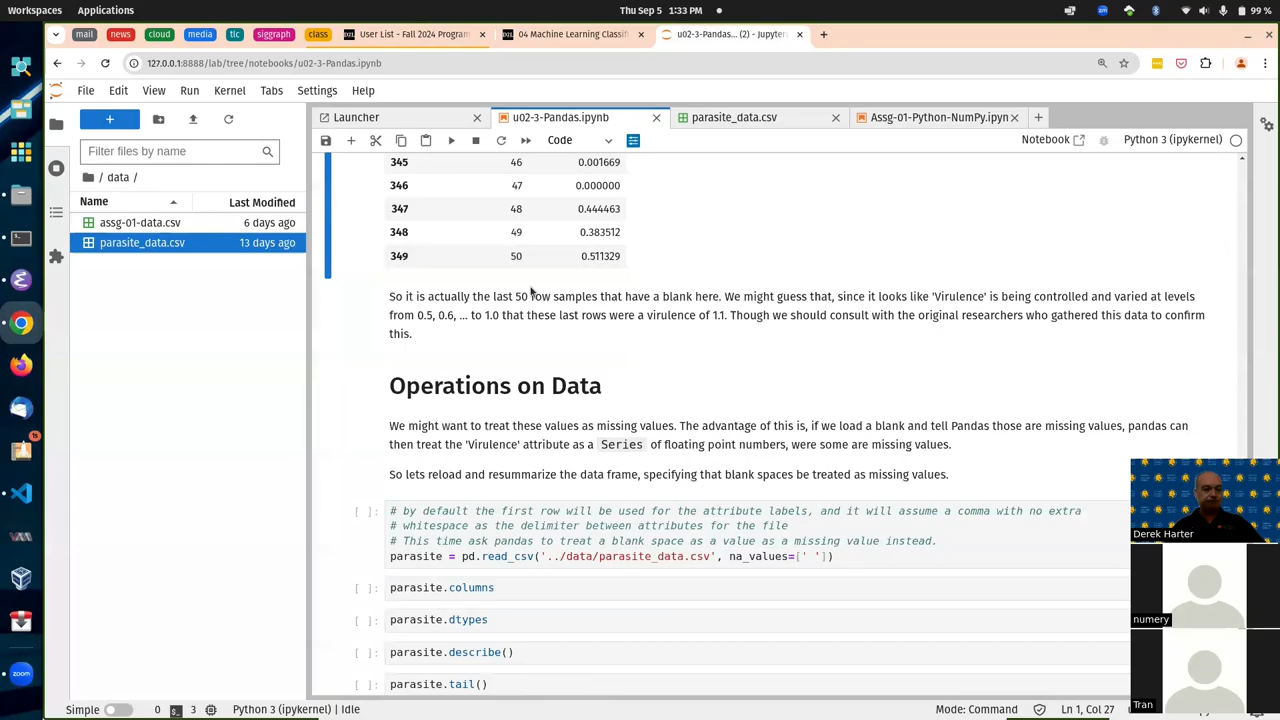 Workspaces Applications Thu Sep 5 1:33 PM 99 %
mail news cloud media tlc siggraph class User List - Fall 2024 Program 04 Machine Learning Classif u02-3-Pandas... (2) - Jupyter
127.0.0.1:8888/lab/tree/notebooks/u02-3-Pandas.ipynb
File Edit View Run Kernel Tabs Settings Help
Launcher u02-3-Pandas.ipynb parasite_data.csv Assg-01-Python-NumPy.ipyn
Code Notebook Python 3 (ipykernel)
Filter files by name
/ data /
Name Last Modified
assg-01-data.csv 6 days ago
parasite_data.csv 13 days ago
345 46 0.001669
346 47 0.000000
347 48 0.444463
348 49 0.383512
349 50 0.511329
So it is actually the last 50 row samples that have a blank here. We might guess that, since it looks like 'Virulence' is being controlled and varied at levels
from 0.5, 0.6, ... to 1.0 that these last rows were a virulence of 1.1. Though we should consult with the original researchers who gathered this data to confirm
this.
Operations on Data
We might want to treat these values as missing values. The advantage of this is, if we load a blank and tell Pandas those are missing values, pandas can
then treat the 'Virulence' attribute as a Series of floating point numbers, were some are missing values.
So lets reload and resummarize the data frame, specifying that blank spaces be treated as missing values.
[ ]: # by default the first row will be used for the attribute labels, and it will assume a comma with no extra
# whitespace as the delimiter between attributes for the file
# This time ask pandas to treat a blank space as a value as a missing value instead.
parasite = pd.read_csv('../data/parasite_data.csv', na_values=[' '])
[ ]: parasite.columns
[ ]: parasite.dtypes
[ ]: parasite.describe()
[ ]: parasite.tail()
Derek Harter
numery
Tran
Simple 0 3 Python 3 (ipykernel) | Idle Mode: Command Ln 1, Col 27